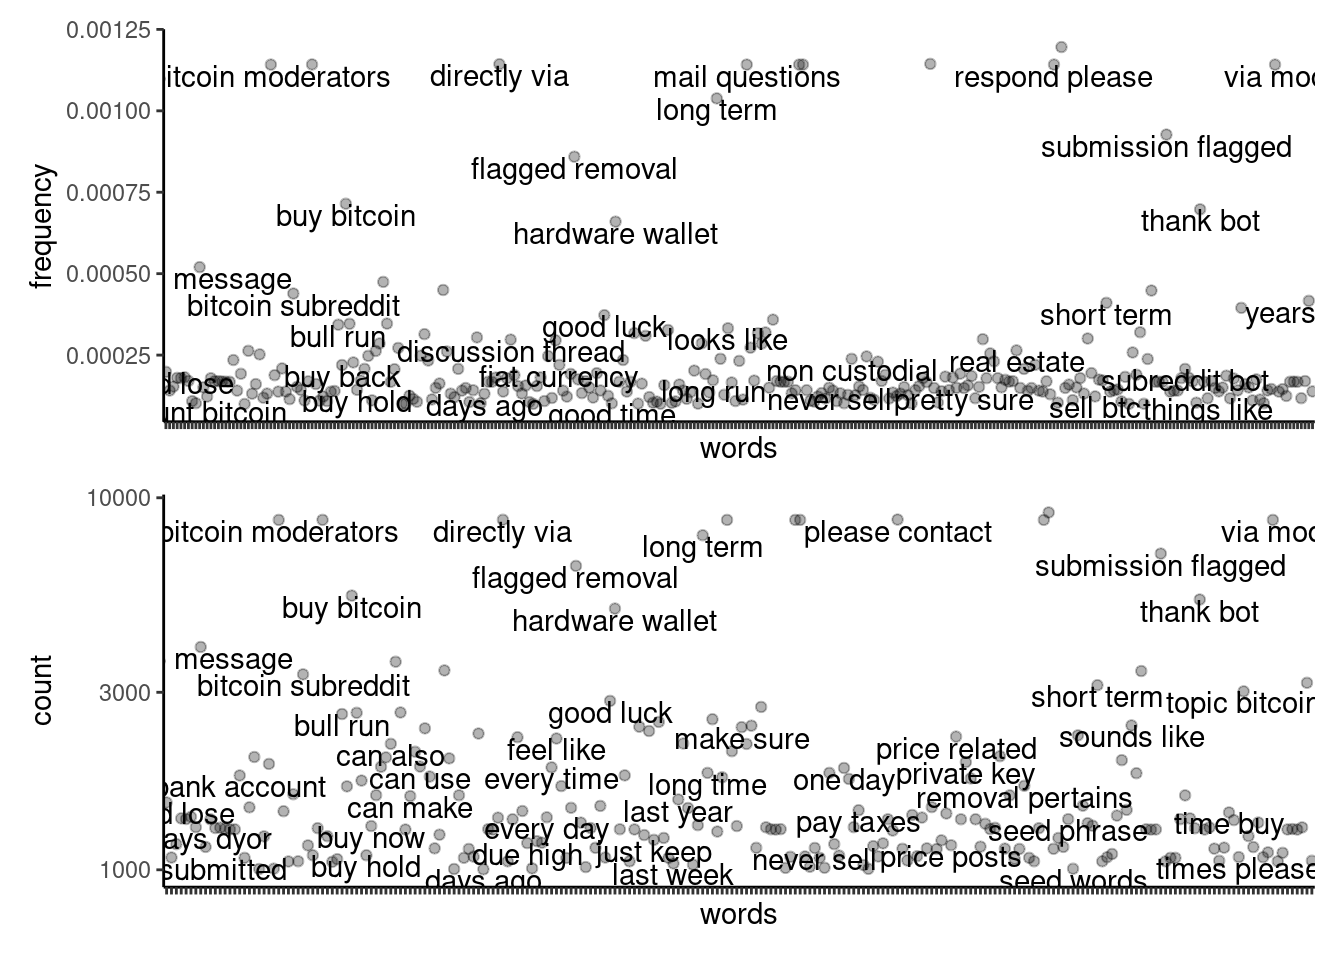 0.00125
itcoin moderators directly via mail questions respond please via moc
0.00100
long term
submission flagged
flagged removal
0.00075
buy bitcoin thank bot
hardware wallet
frequency
0.00050
message
bitcoin subreddit short term years
bull run good luck looks like
0.00025
discussion thread real estate
d lose buy back fiat currency non custodial subreddit bot
long run
unt bitcoin buy hold days ago good time never sell pretty sure sell btc things like
words
10000
bitcoin moderators directly via long term please contact via moc
flagged removal submission flagged
buy bitcoin hardware wallet thank bot
count
message
3000
bitcoin subreddit good luck short term topic bitcoin
bull run make sure sounds like
can also feel like price related
bank account can use every time long time one day private key
d lose can make last year removal pertains
ays dyor buy now every day pay taxes seed phrase time buy
due high just keep
submitted buy hold last week never sell price posts times please
1000
days ago seed words
words